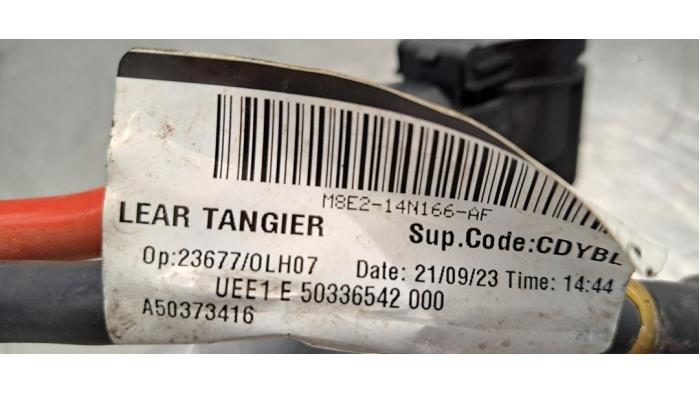 M8E2-14N166-AF
LEAR TANGIER Sup.Code:CDYBL
Op:23677/0LH07 Date: 21/09/23 Time: 14:44
UEE1 E 50336542 000
A50373416